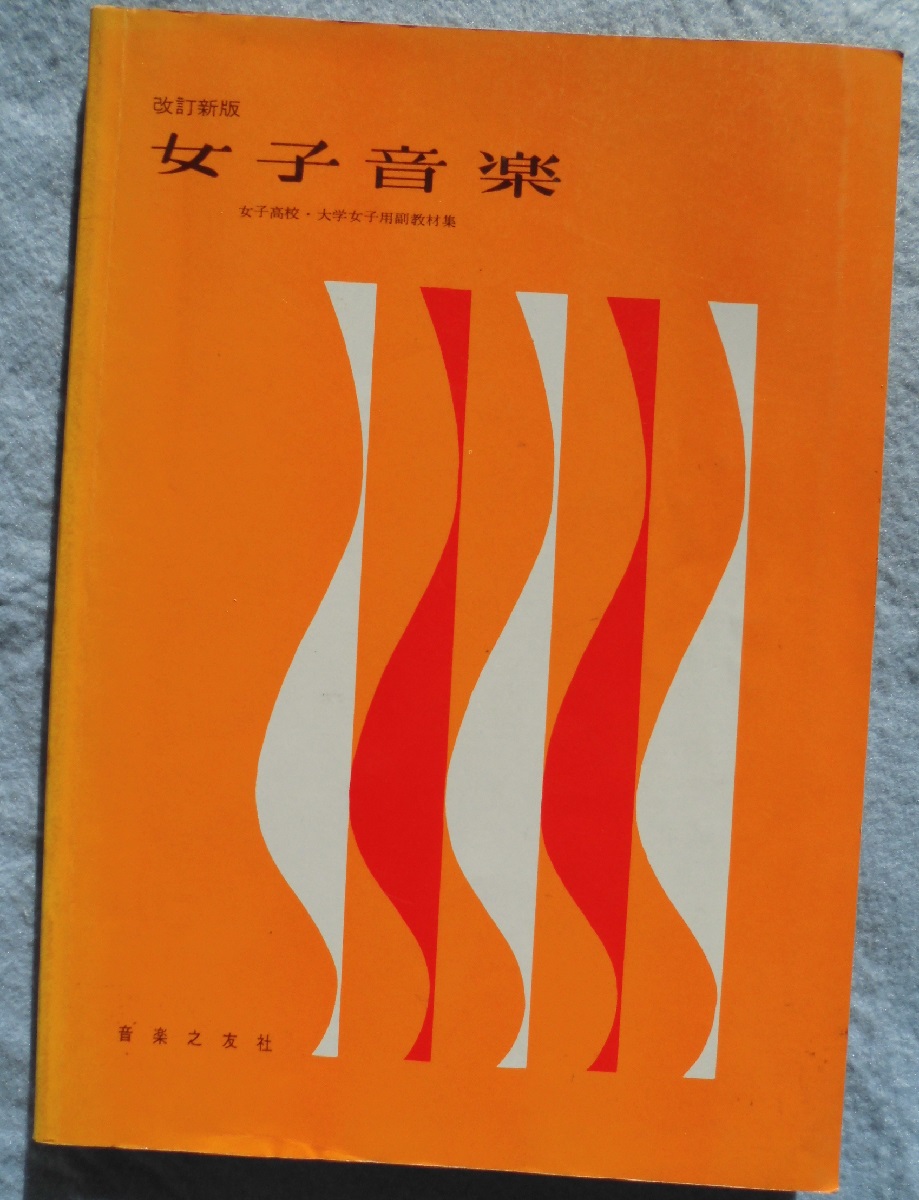 改訂新版
女子音楽
女子高校・大学女子用副教材集
音楽之友社